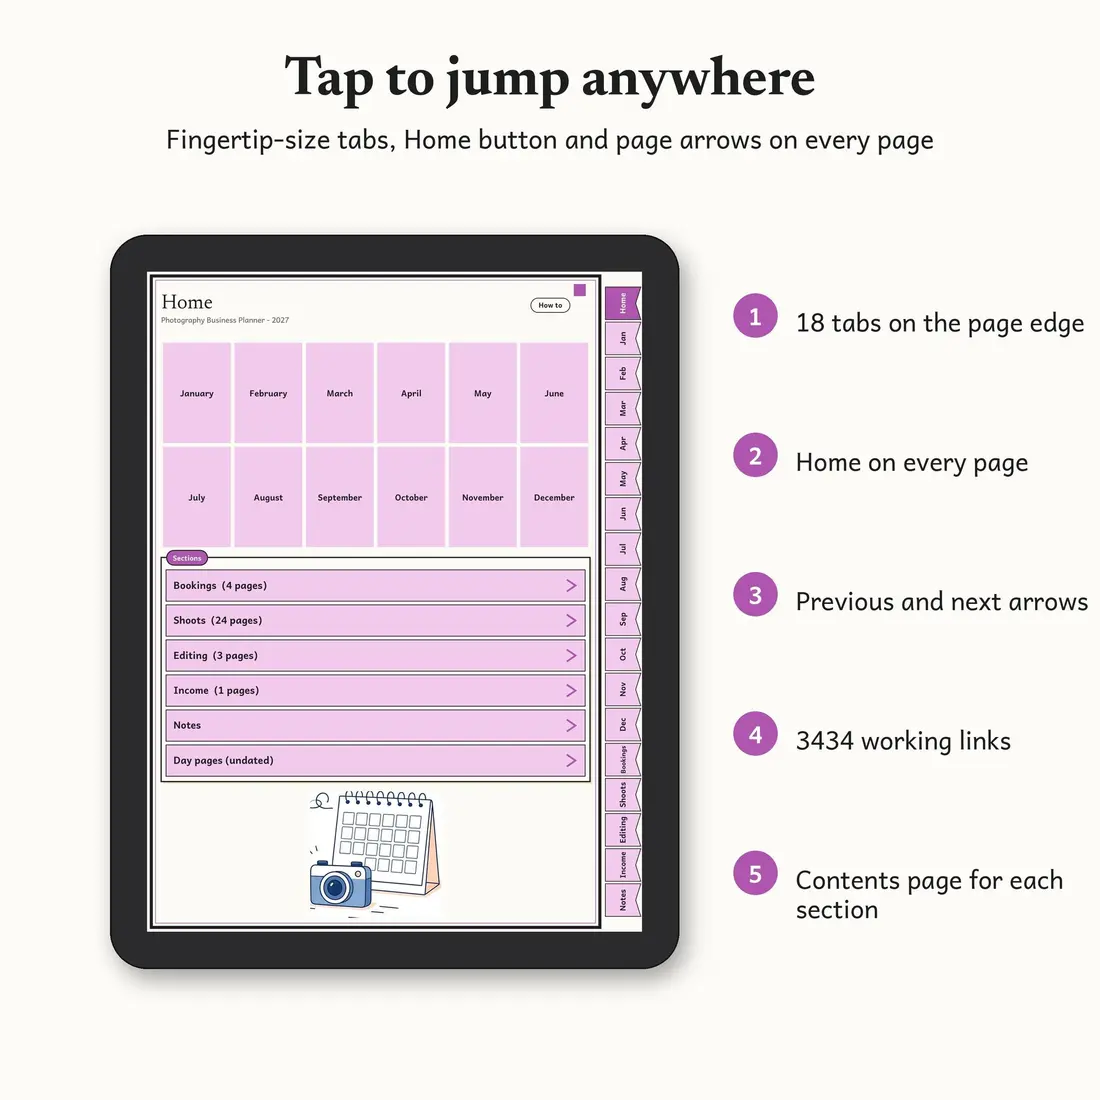 Tap to jump anywhere
Fingertip-size tabs, Home button and page arrows on every page
Home
Photography Business Planner - 2027
How to
January
February
March
April
May
June
July
August
September
October
November
December
Sections
Bookings (4 pages)
Shoots (24 pages)
Editing (3 pages)
Income (1 pages)
Notes
Day pages (undated)
Home
Jan
Feb
Mar
Apr
May
Jun
Jul
Aug
Sep
Oct
Nov
Dec
Bookings
Shoots
Editing
Income
Notes
1 18 tabs on the page edge
2 Home on every page
3 Previous and next arrows
4 3434 working links
5 Contents page for each
section